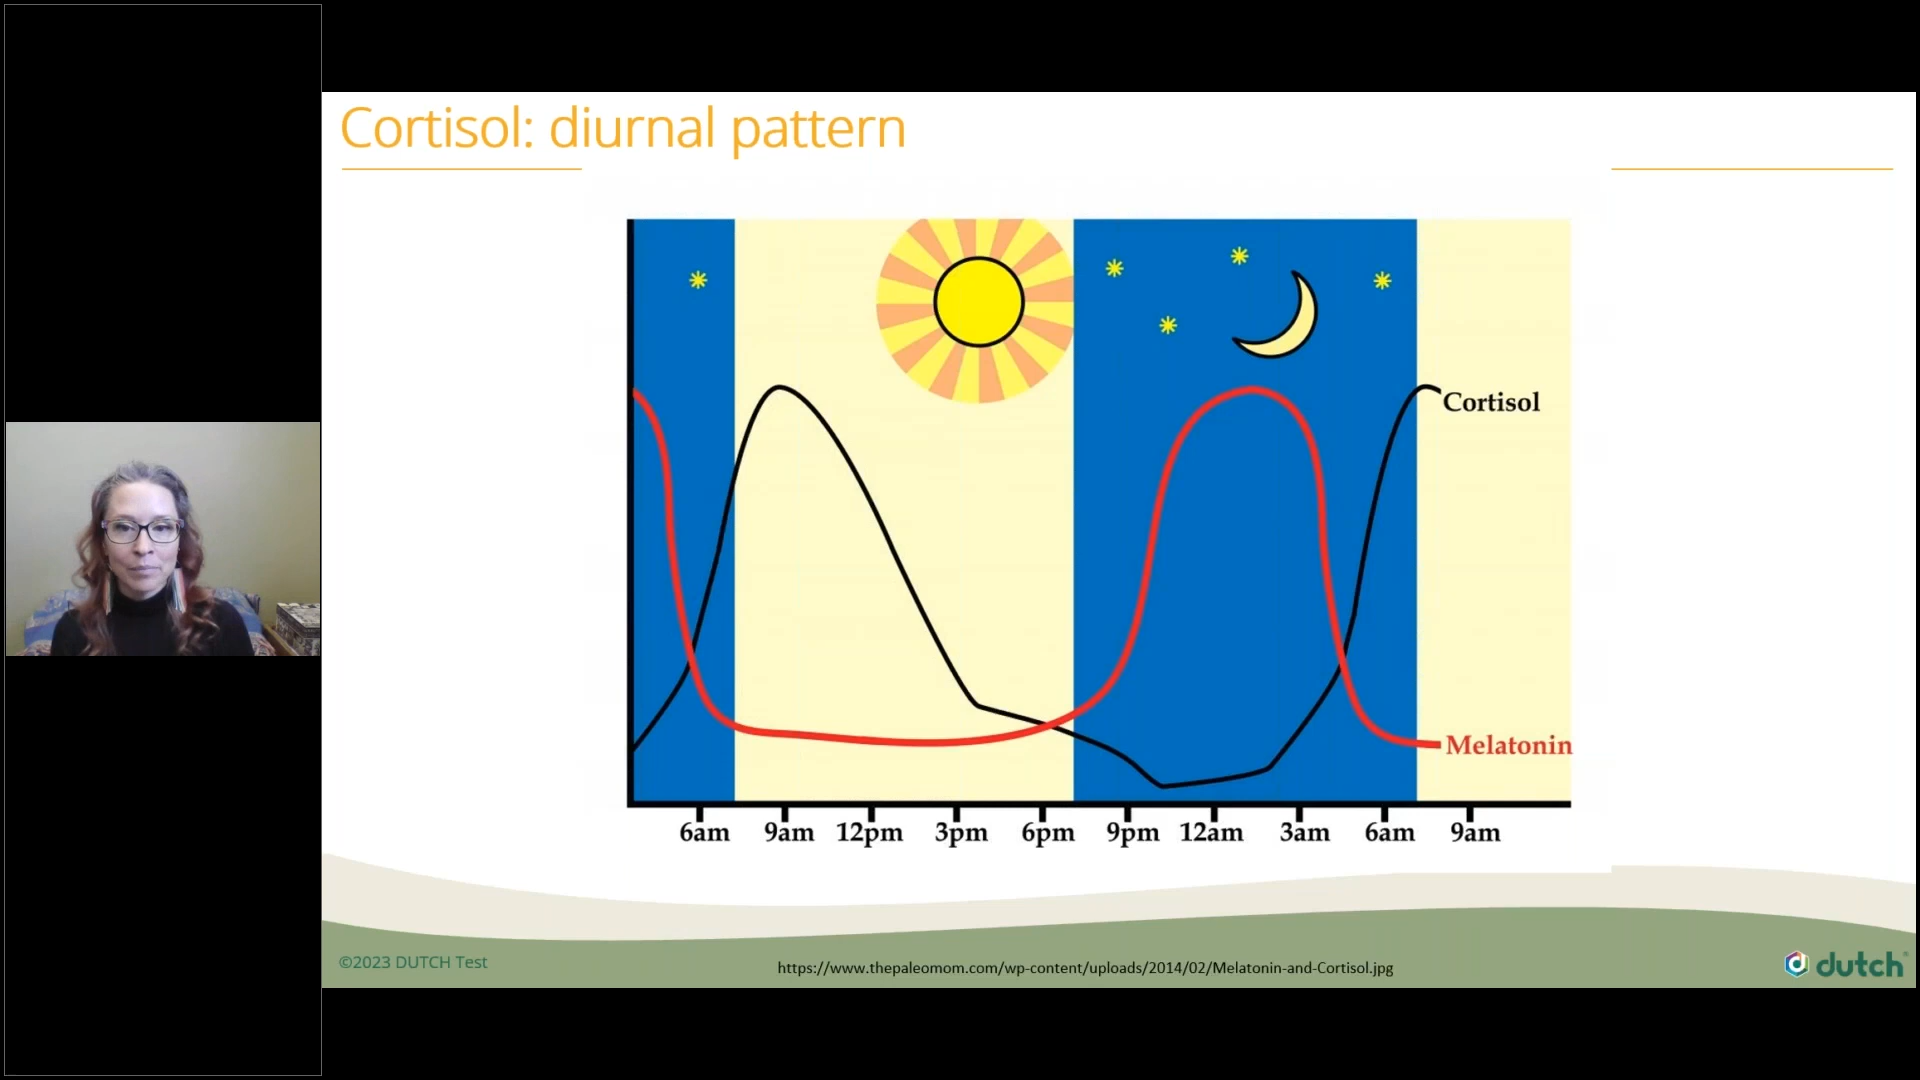 Cortisol: diurnal pattern
Cortisol
Melatonin
6am 9am 12pm 3pm 6pm 9pm 12am 3am 6am 9am
©2023 DUTCH Test
https://www.thepaleomom.com/wp-content/uploads/2014/02/Melatonin-and-Cortisol.jpg
dutch